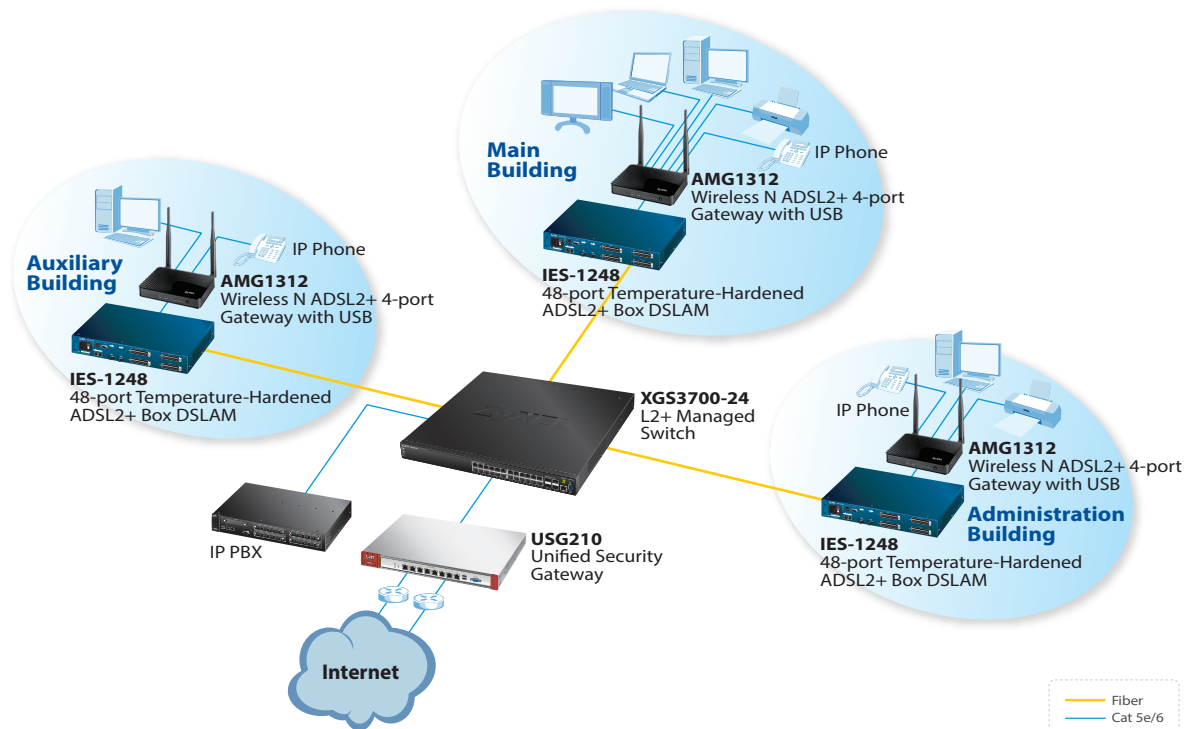 Main
Building
IP Phone
AMG1312
Wireless N ADSL2+ 4-port
Gateway with USB
IES-1248
48-port Temperature-Hardened
ADSL2+ Box DSLAM
Auxiliary
Building
IP Phone
AMG1312
Wireless N ADSL2+ 4-port
Gateway with USB
IES-1248
48-port Temperature-Hardened
ADSL2+ Box DSLAM
XGS3700-24
L2+ Managed
Switch
ZyXEL
IP Phone
AMG1312
Wireless N ADSL2+ 4-port
Gateway with USB
Administration
Building
IES-1248
48-port Temperature-Hardened
ADSL2+ Box DSLAM
IP PBX
USG210
Unified Security
Gateway
Internet
Fiber
Cat 5e/6